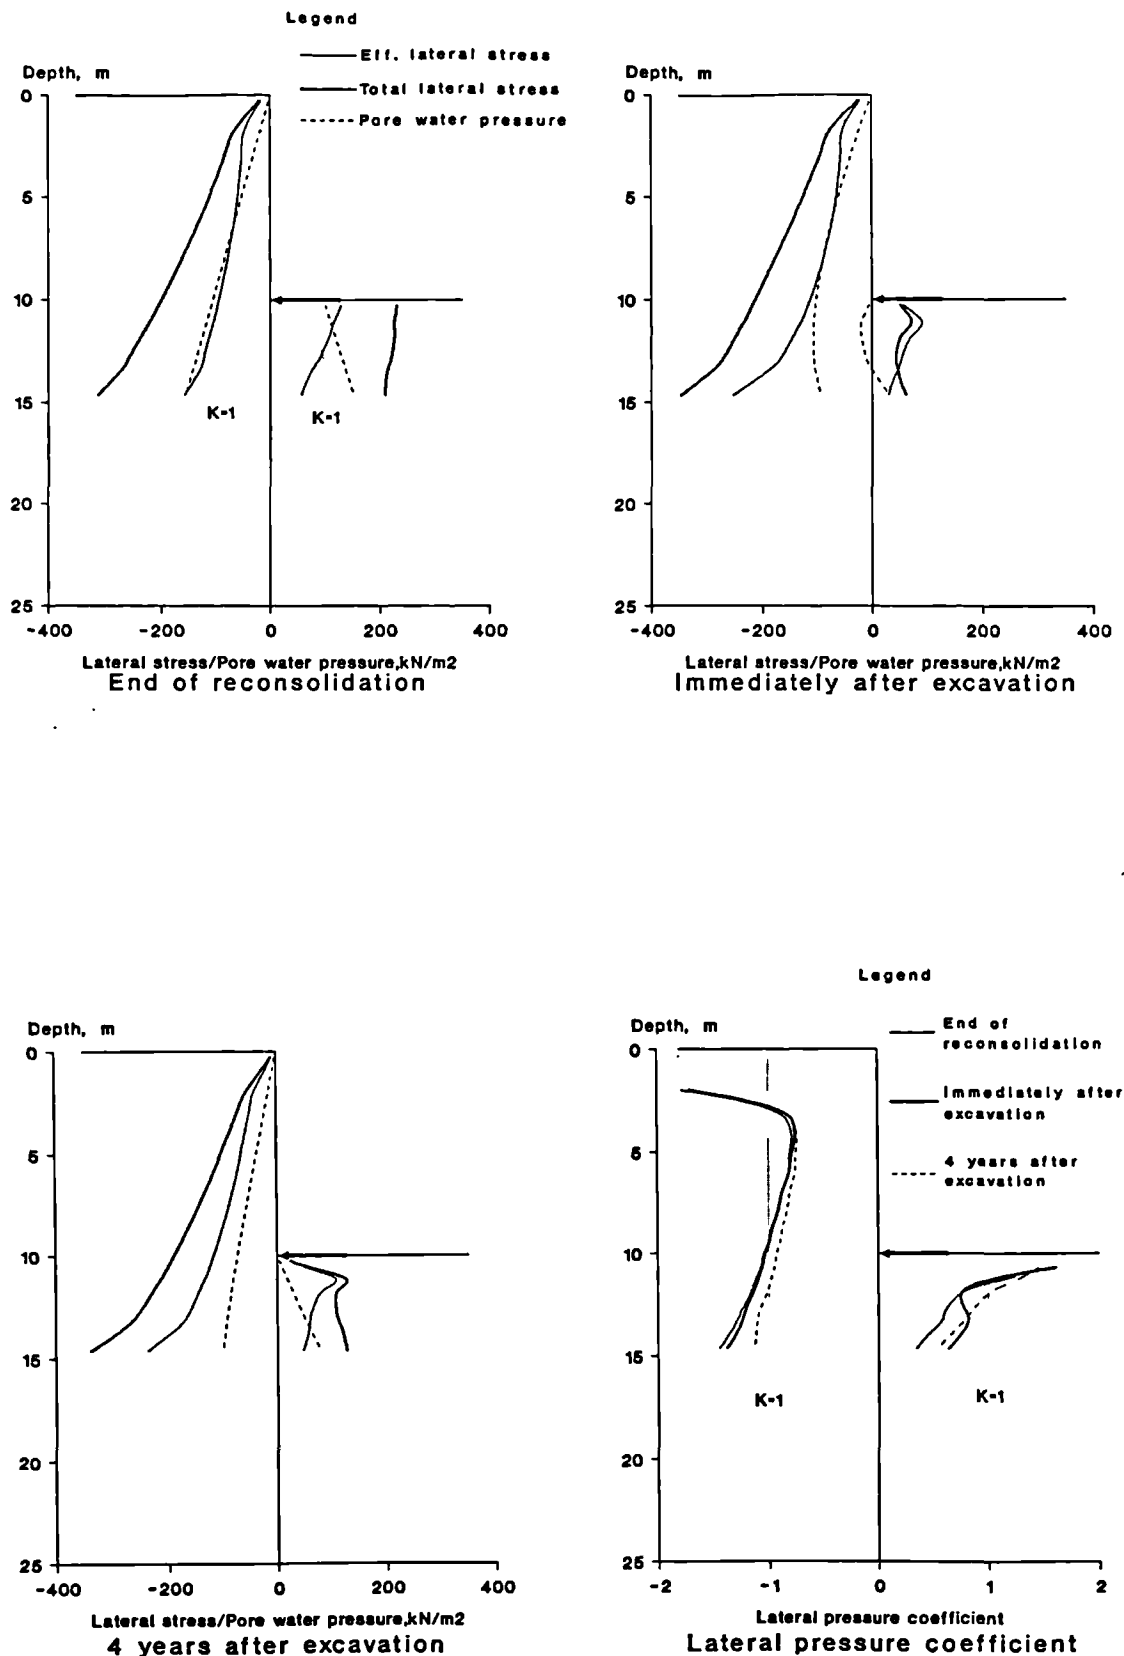 Legend
Eff. lateral stress
Total lateral stress
Pore water pressure
Depth, m
0
5
10
15
20
25
-400
-200
0
200
400
K-1
K-1
Lateral stress/Pore water pressure,kN/m2
End of reconsolidation
Depth, m
0
5
10
15
20
25
-400
-200
0
200
400
Lateral stress/Pore water pressure,kN/m2
Immediately after excavation
Depth, m
0
5
10
15
20
25
-400
-200
0
200
400
Lateral stress/Pore water pressure,kN/m2
4 years after excavation
Legend
End of
reconsolidation
Immediately after
excavation
4 years after
excavation
Depth, m
0
5
10
15
20
25
-2
-1
0
1
2
K-1
K-1
Lateral pressure coefficient
Lateral pressure coefficient